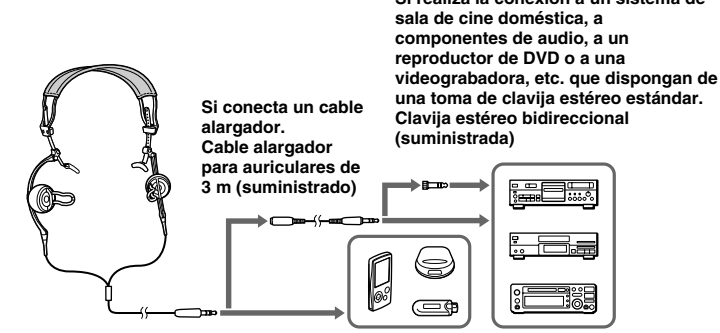 Si realiza la conexión a un sistema de
sala de cine doméstica, a
componentes de audio, a un
reproductor de DVD o a una
videograbadora, etc. que dispongan de
una toma de clavija estéreo estándar.
Clavija estéreo bidireccional
(suministrada)
Si conecta un cable
alargador.
Cable alargador
para auriculares de
3 m (suministrado)